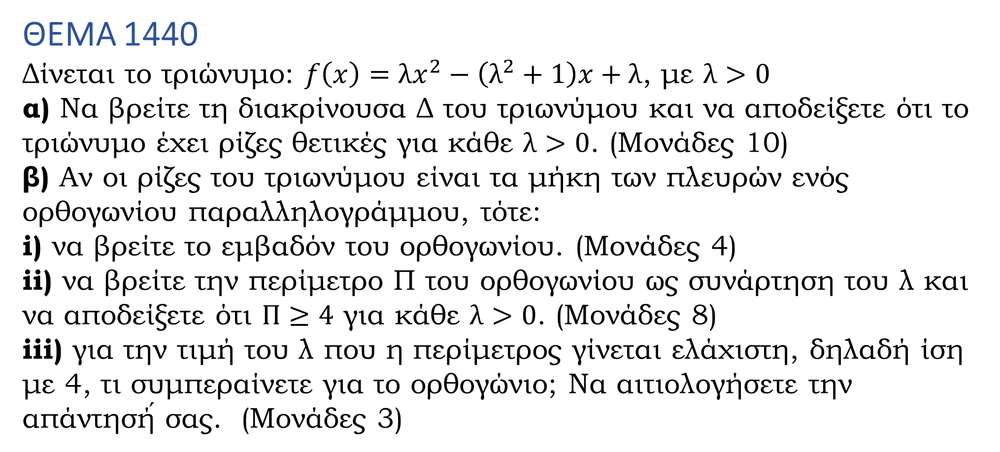 ΘΕΜΑ 1440
Δίνεται το τριώνυμο: f(x) = λx² − (λ² + 1)x + λ, με λ > 0
α) Να βρείτε τη διακρίνουσα Δ του τριωνύμου και να αποδείξετε ότι το
τριώνυμο έχει ρίζες θετικές για κάθε λ > 0. (Μονάδες 10)
β) Αν οι ρίζες του τριωνύμου είναι τα μήκη των πλευρών ενός
ορθογωνίου παραλληλογράμμου, τότε:
i) να βρείτε το εμβαδόν του ορθογωνίου. (Μονάδες 4)
ii) να βρείτε την περίμετρο Π του ορθογωνίου ως συνάρτηση του λ και
να αποδείξετε ότι Π ≥ 4 για κάθε λ > 0. (Μονάδες 8)
iii) για την τιμή του λ που η περίμετρος γίνεται ελάχιστη, δηλαδή ίση
με 4, τι συμπεραίνετε για το ορθογώνιο; Να αιτιολογήσετε την
απάντησή́ σας. (Μονάδες 3)